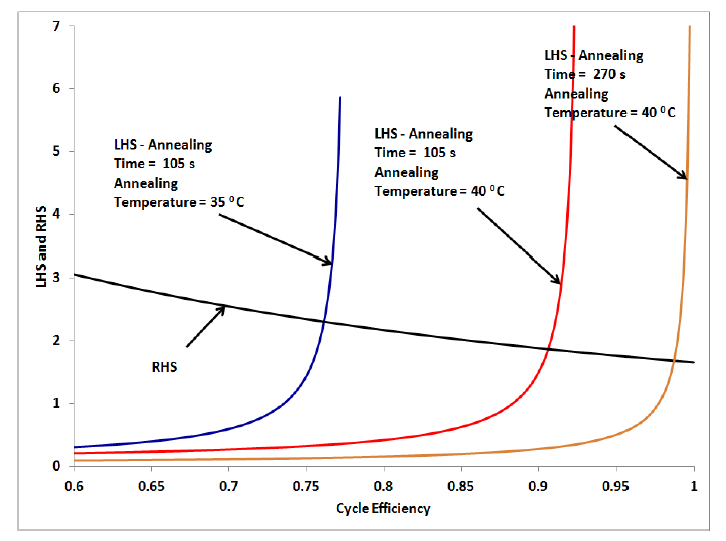 7
6
5
4
3
2
1
0
LHS and RHS
LHS - Annealing
Time = 105 s
Annealing
Temperature = 35 ⁰C
LHS - Annealing
Time = 105 s
Annealing
Temperature = 40 ⁰C
LHS - Annealing
Time = 270 s
Annealing
Temperature = 40 ⁰C
RHS
0.6 0.65 0.7 0.75 0.8 0.85 0.9 0.95 1
Cycle Efficiency